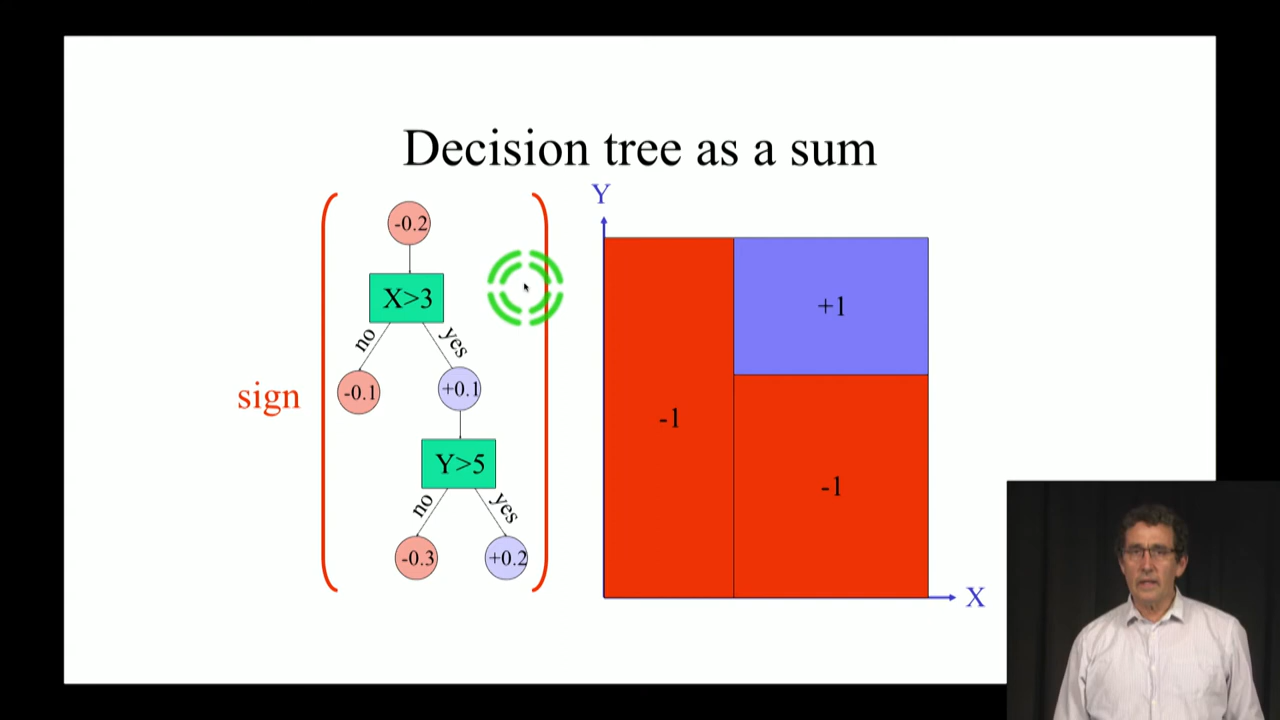 Decision tree as a sum
sign
-0.2
X>3
no
yes
-0.1
+0.1
Y>5
no
yes
-0.3
+0.2
Y
+1
-1
-1
X